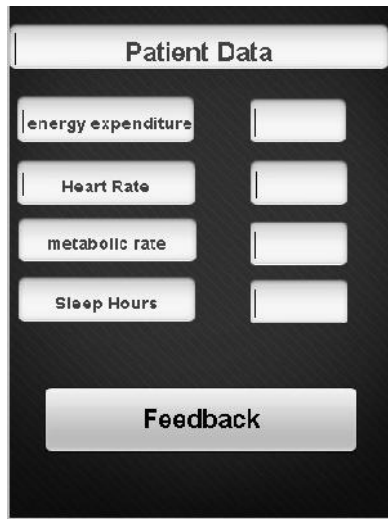 Patient Data
energy expenditure
Heart Rate
metabolic rate
Sleep Hours
Feedback